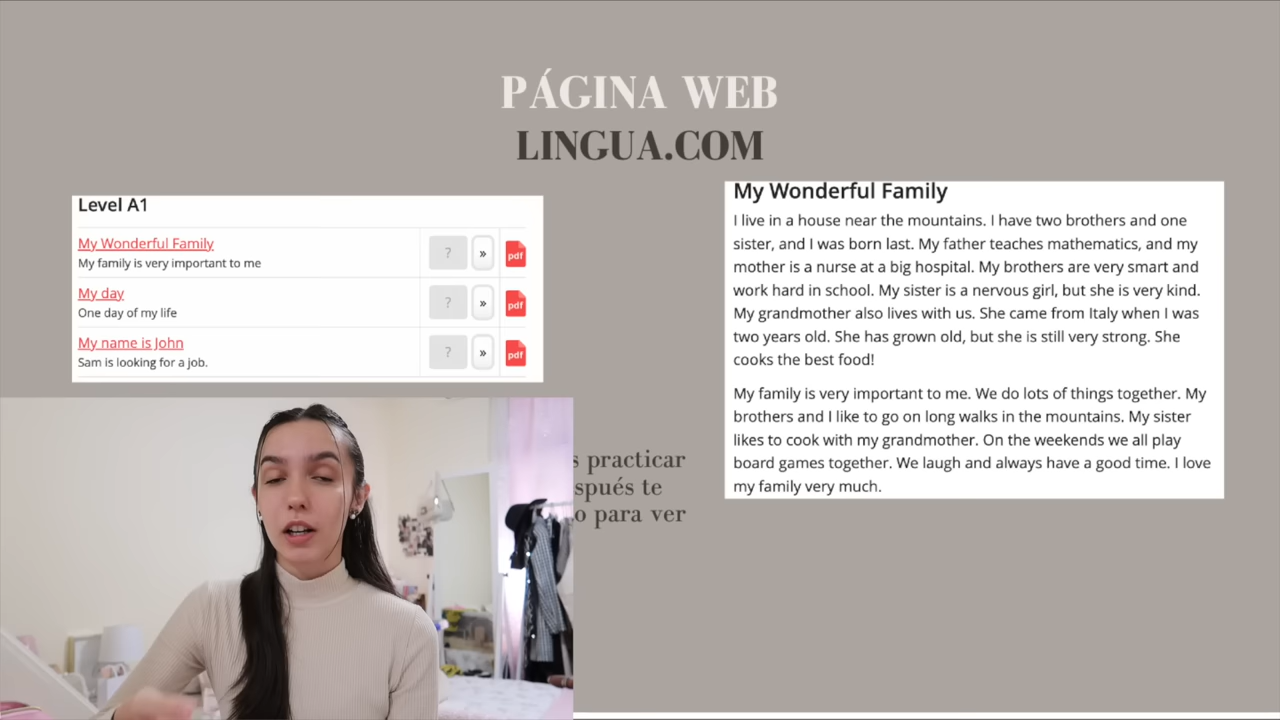 PÁGINA WEB
LINGUA.COM
Level A1
My Wonderful Family
My family is very important to me
? »
pdf
My day
One day of my life
? »
pdf
My name is John
Sam is looking for a job.
? »
pdf
My Wonderful Family
I live in a house near the mountains. I have two brothers and one
sister, and I was born last. My father teaches mathematics, and my
mother is a nurse at a big hospital. My brothers are very smart and
work hard in school. My sister is a nervous girl, but she is very kind.
My grandmother also lives with us. She came from Italy when I was
two years old. She has grown old, but she is still very strong. She
cooks the best food!
My family is very important to me. We do lots of things together. My
brothers and I like to go on long walks in the mountains. My sister
likes to cook with my grandmother. On the weekends we all play
board games together. We laugh and always have a good time. I love
my family very much.
practicar
te
para ver